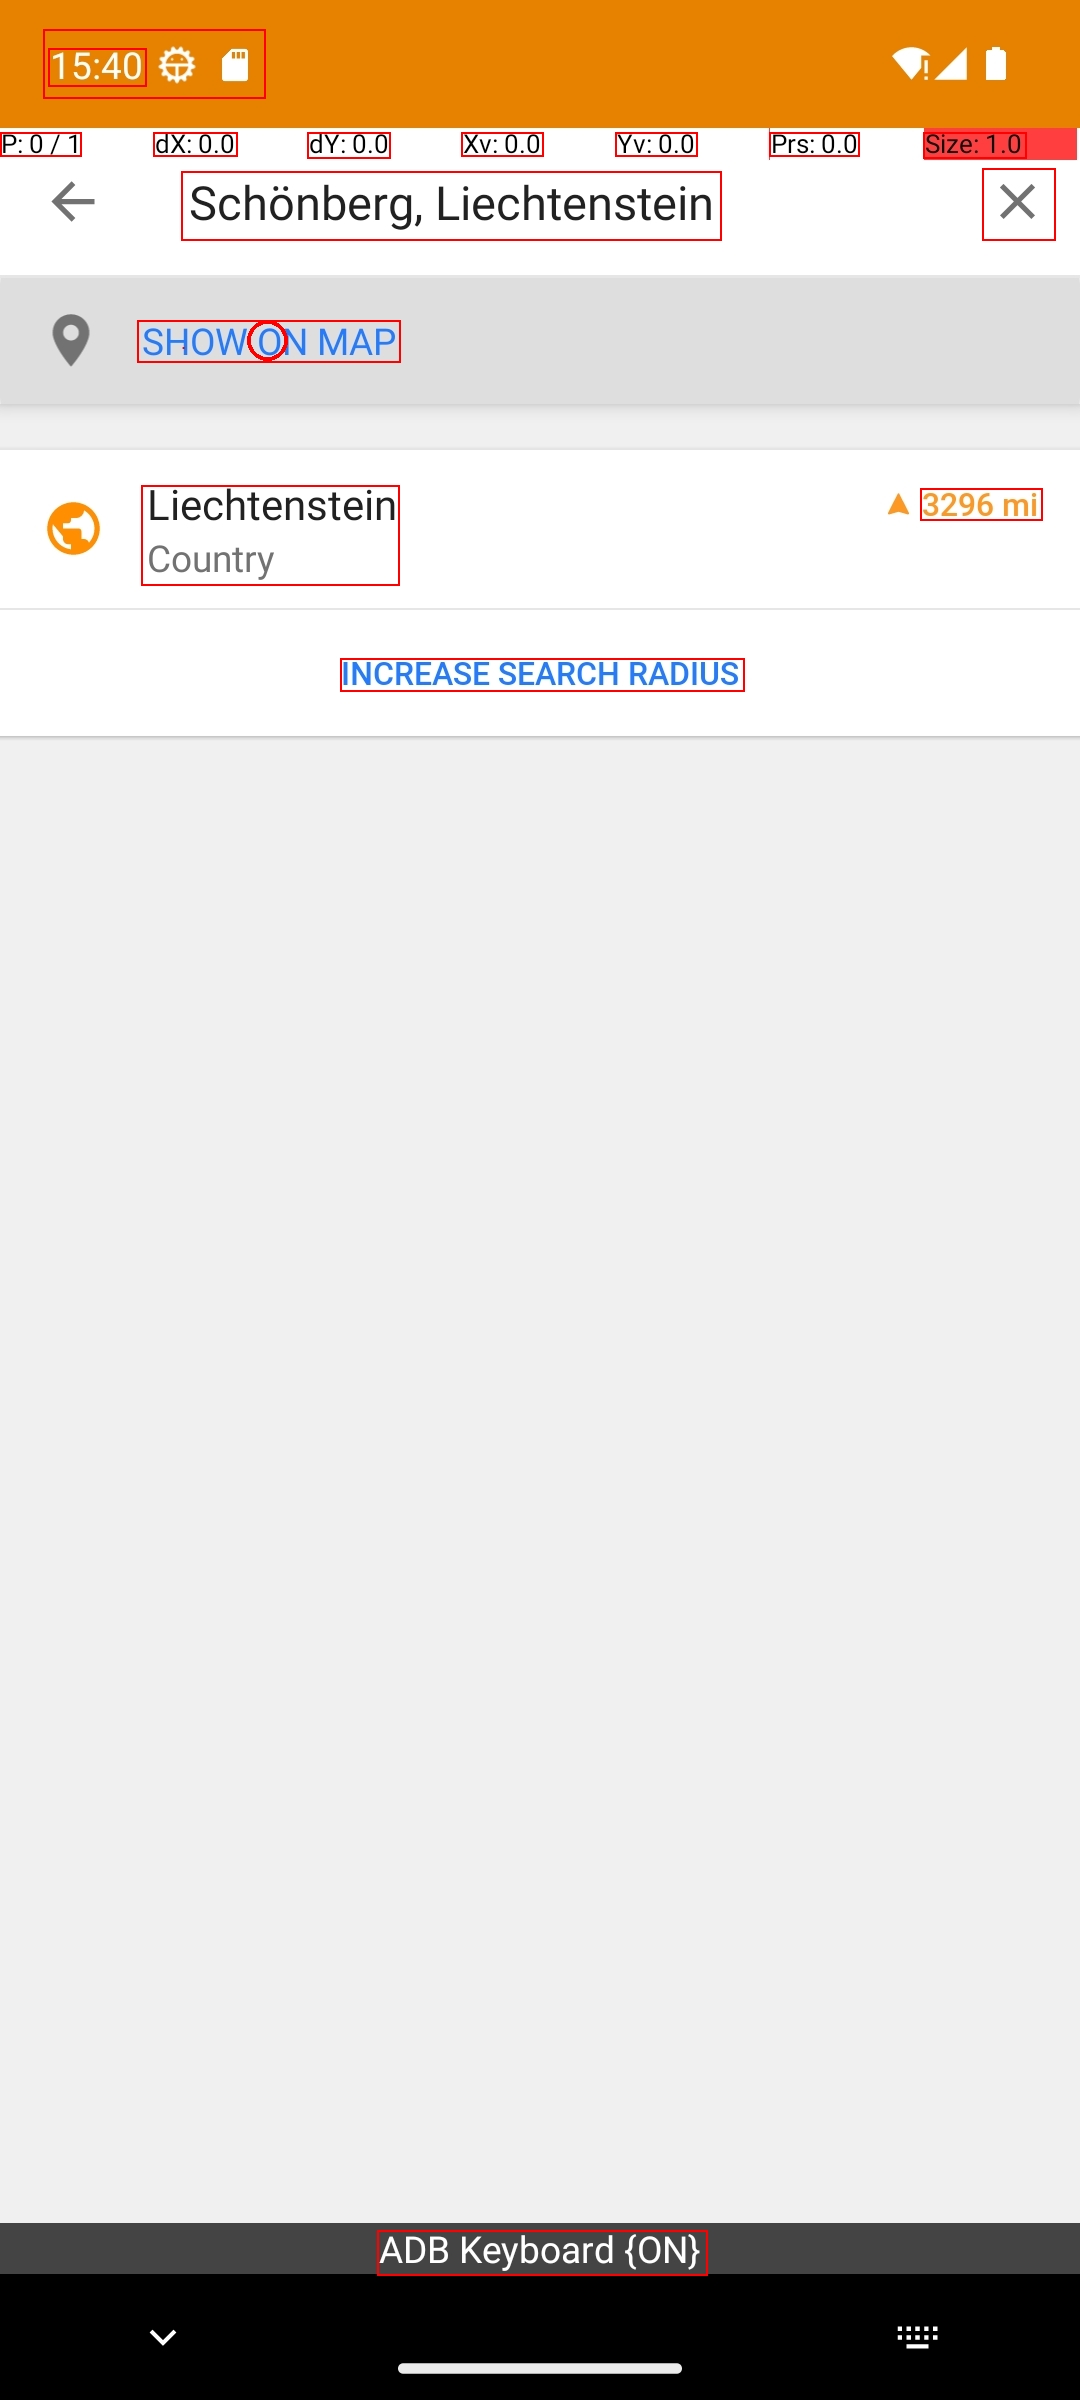 15:40
P: 0 / 1 dX: 0.0 dY: 0.0 Xv: 0.0 Yv: 0.0 Prs: 0.0 Size: 1.0
Schönberg, Liechtenstein
SHOW ON MAP
Liechtenstein 3296 mi
Country
INCREASE SEARCH RADIUS
ADB Keyboard {ON}